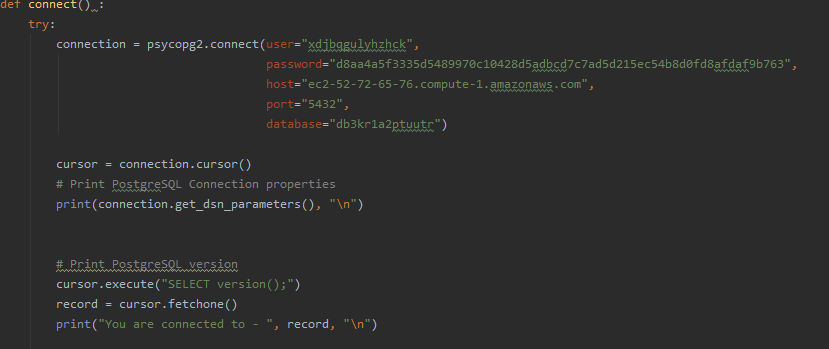 def connect() :
try:
connection = psycopg2.connect(user="xdjbqgulyhzhck",
password="d8aa4a5f3335d5489970c10428d5adbcd7c7ad5d215ec54b8d0fd8afdaf9b763",
host="ec2-52-72-65-76.compute-1.amazonaws.com",
port="5432",
database="db3kr1a2ptuutr")
cursor = connection.cursor()
# Print PostgreSQL Connection properties
print(connection.get_dsn_parameters(), "\n")
# Print PostgreSQL version
cursor.execute("SELECT version();")
record = cursor.fetchone()
print("You are connected to - ", record, "\n")